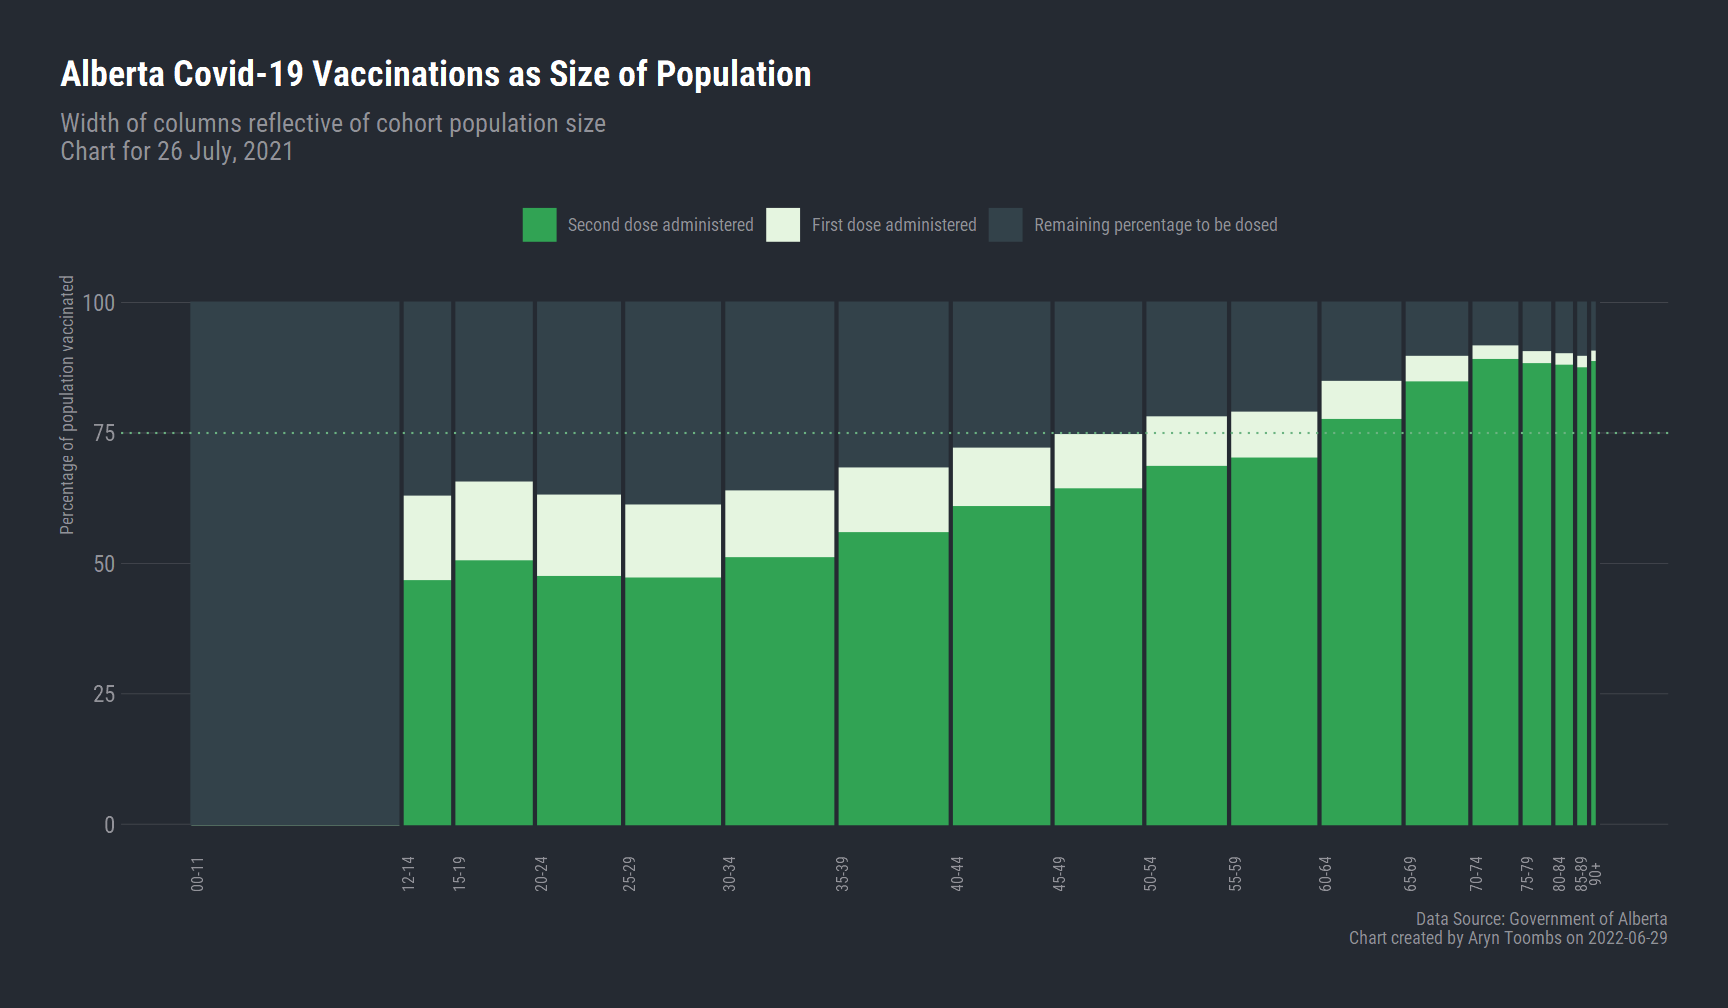 Alberta Covid-19 Vaccinations as Size of Population
Width of columns reflective of cohort population size
Chart for 26 July, 2021
Second dose administered
First dose administered
Remaining percentage to be dosed
Percentage of population vaccinated
100
75
50
25
0
00-11
12-14
15-19
20-24
25-29
30-34
35-39
40-44
45-49
50-54
55-59
60-64
65-69
70-74
75-79
80-84
85-89
90+
Data Source: Government of Alberta
Chart created by Aryn Toombs on 2022-06-29